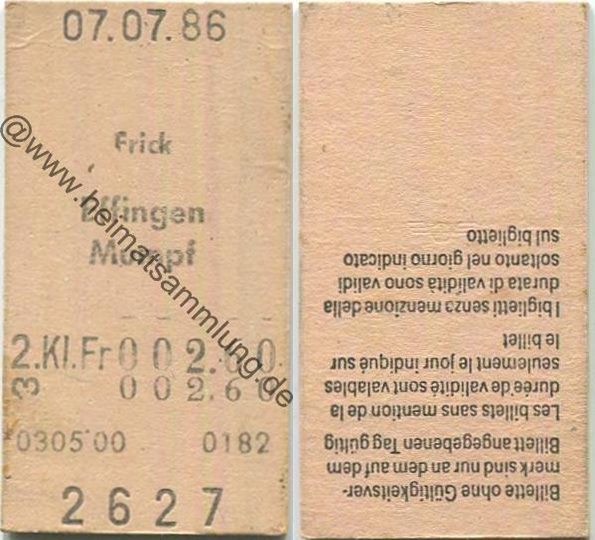 07.07.86
Frick
Effingen
Mumpf
2.Kl.Fr 002.60
3 002.60
0305 00 0182
2627
@www.heimatsammlung.de
Billette ohne Gültigkeitsver-
merk sind nur an dem auf dem
Billett angegebenen Tag gültig
Les billets sans mention de la
durée de validité sont valables
seulement le jour indiqué sur
le billet
I biglietti senza menzione della
durata di validità sono validi
soltanto nel giorno indicato
sul biglietto